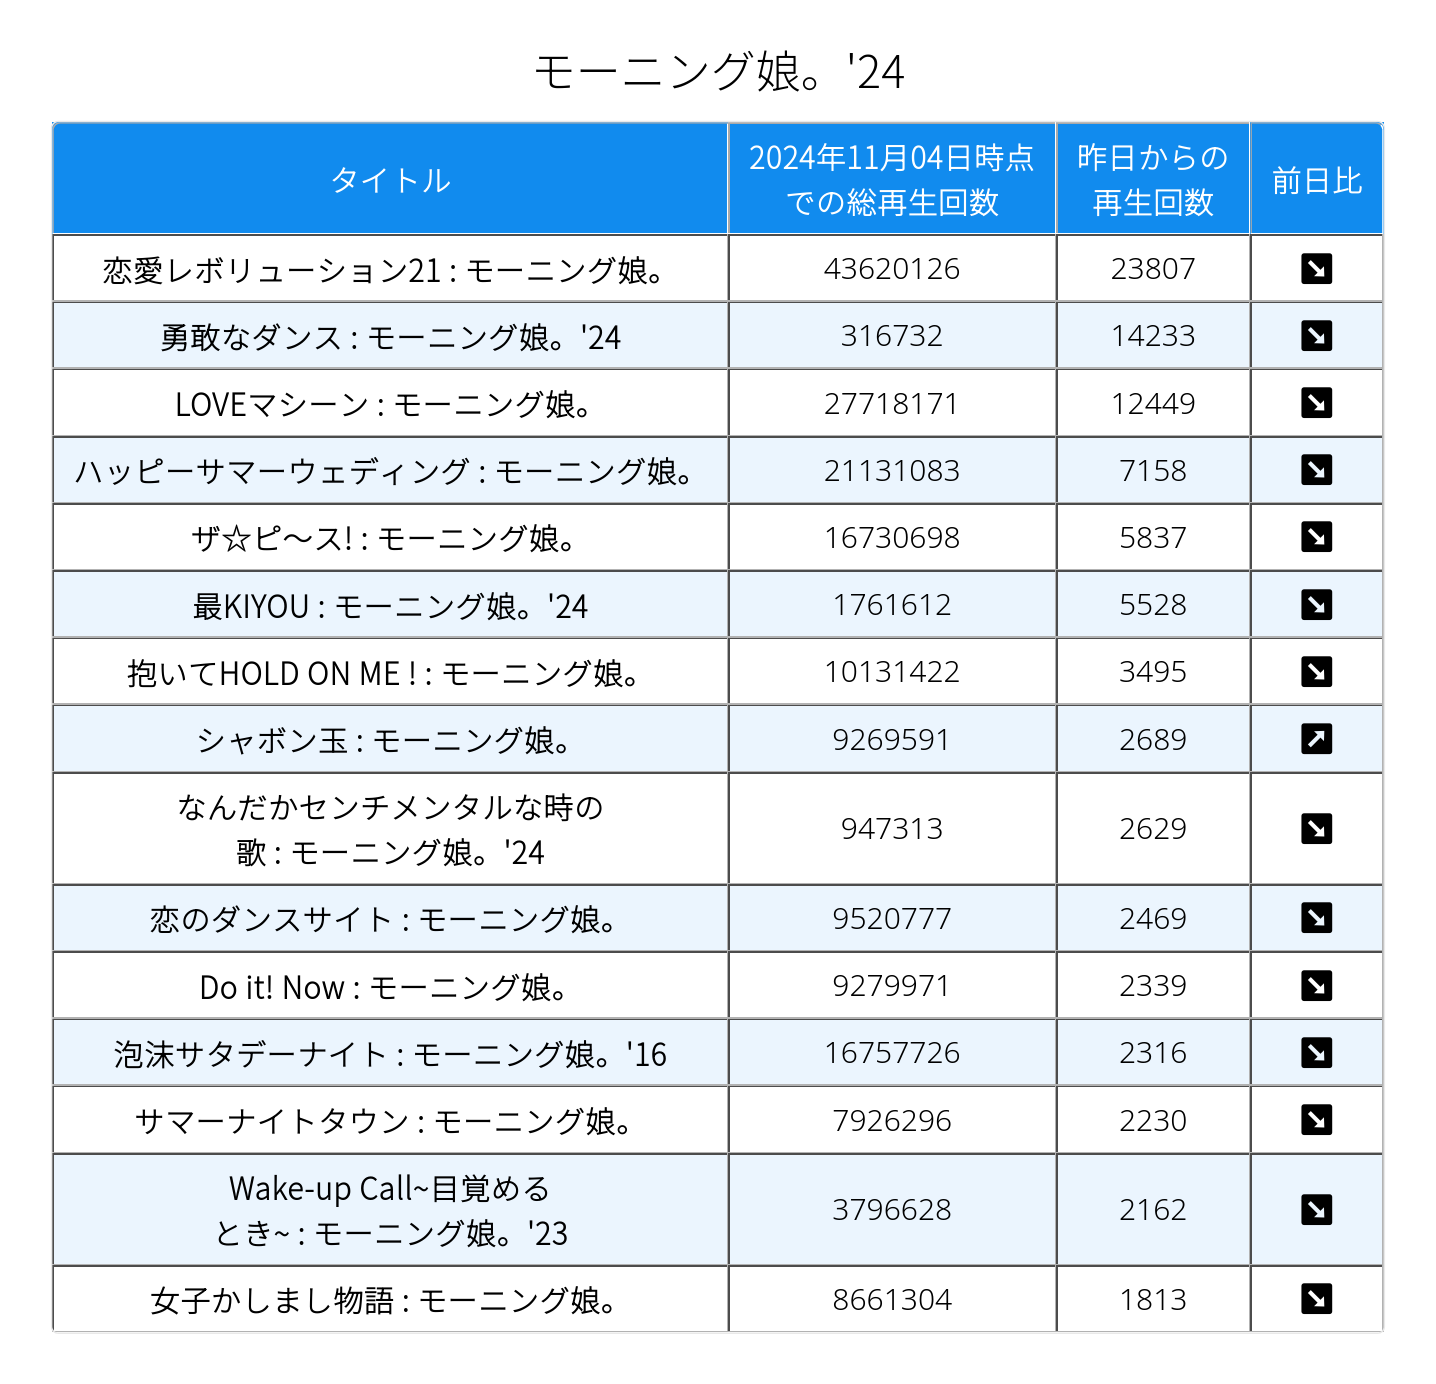 モーニング娘。'24
タイトル
2024年11月04日時点
での総再生回数
昨日からの
再生回数
前日比
恋愛レボリューション21 : モーニング娘。 43620126 23807 ↘
勇敢なダンス : モーニング娘。'24 316732 14233 ↘
LOVEマシーン : モーニング娘。 27718171 12449 ↘
ハッピーサマーウェディング : モーニング娘。 21131083 7158 ↘
ザ☆ピ〜ス! : モーニング娘。 16730698 5837 ↘
最KIYOU : モーニング娘。'24 1761612 5528 ↘
抱いてHOLD ON ME ! : モーニング娘。 10131422 3495 ↘
シャボン玉 : モーニング娘。 9269591 2689 ↗
なんだかセンチメンタルな時の
歌 : モーニング娘。'24 947313 2629 ↘
恋のダンスサイト : モーニング娘。 9520777 2469 ↘
Do it! Now : モーニング娘。 9279971 2339 ↘
泡沫サタデーナイト : モーニング娘。'16 16757726 2316 ↘
サマーナイトタウン : モーニング娘。 7926296 2230 ↘
Wake-up Call~目覚める
とき~ : モーニング娘。'23 3796628 2162 ↘
女子かしまし物語 : モーニング娘。 8661304 1813 ↘